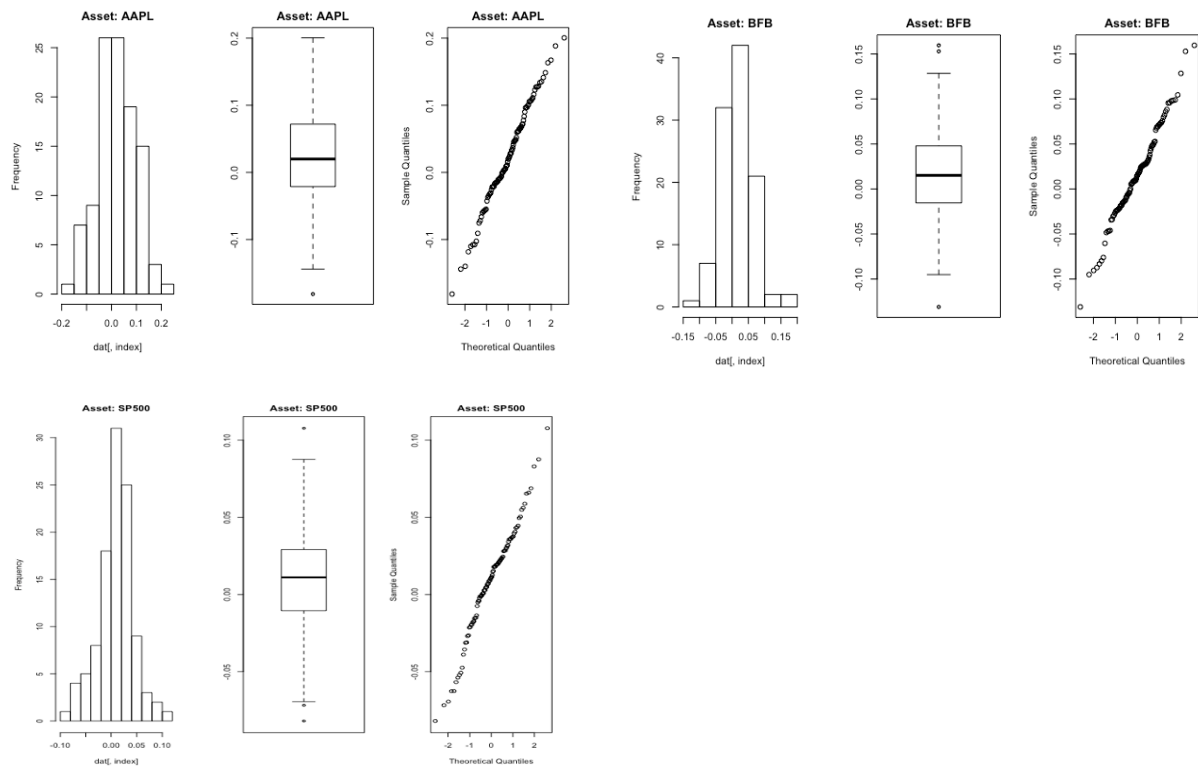 Asset: AAPL
Frequency
25
20
15
10
5
0
-0.2 0.0 0.2
dat[, index]
Asset: AAPL
0.2
0.1
0.0
-0.1
Asset: AAPL
Sample Quantiles
0.2
0.1
0.0
-0.1
-2 -1 0 1 2
Theoretical Quantiles
Asset: BFB
Frequency
40
30
20
10
0
-0.15 -0.05 0.05 0.15
dat[, index]
Asset: BFB
0.15
0.10
0.05
0.00
-0.05
-0.10
Asset: BFB
Sample Quantiles
0.15
0.10
0.05
0.00
-0.05
-0.10
-2 -1 0 1 2
Theoretical Quantiles
Asset: SP500
Frequency
30
25
20
15
10
5
0
-0.10 0.00 0.05 0.10
dat[, index]
Asset: SP500
0.10
0.05
0.00
-0.05
Asset: SP500
Sample Quantiles
0.10
0.05
0.00
-0.05
-2 -1 0 1 2
Theoretical Quantiles